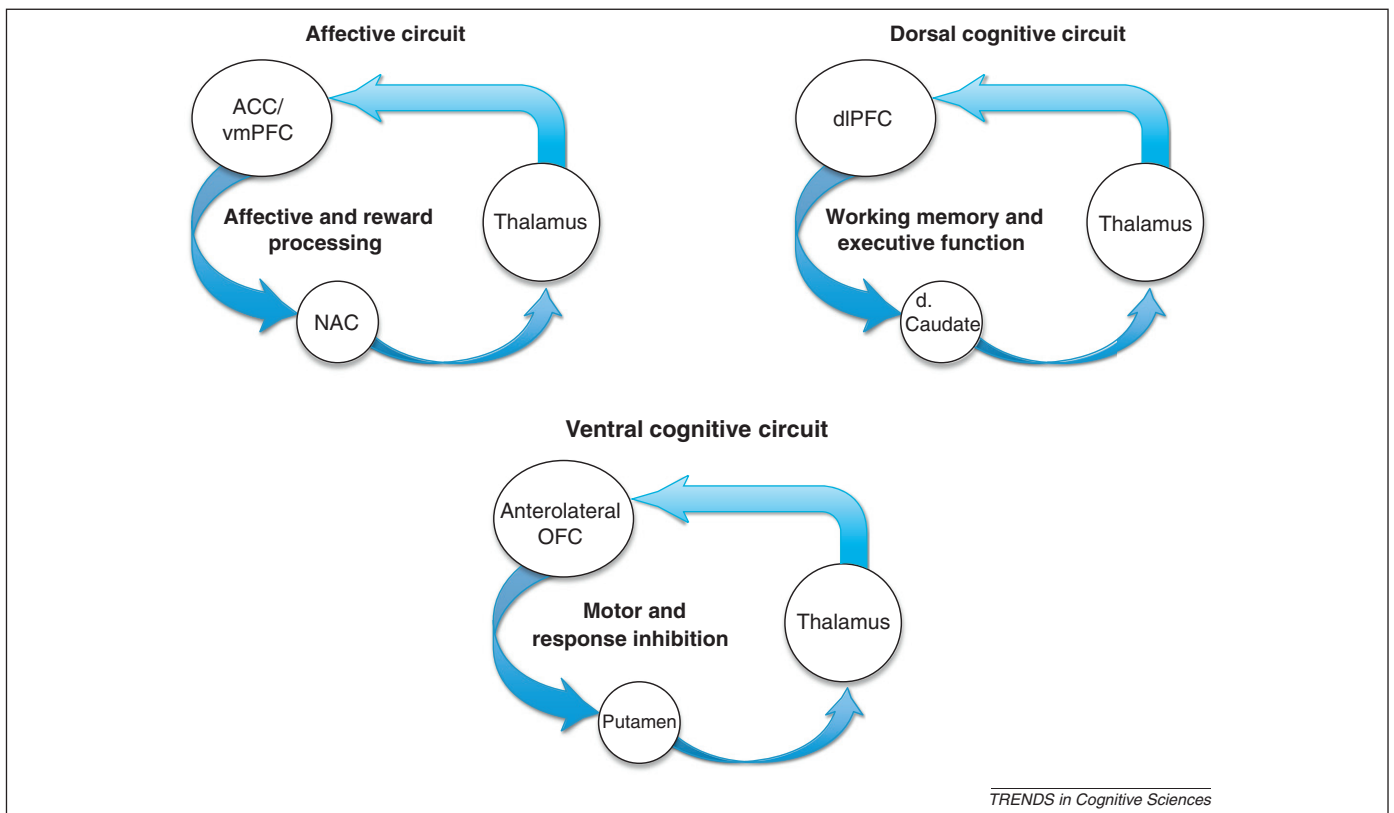 Affective circuit
ACC/
vmPFC
Affective and reward
processing
Thalamus
NAC
Dorsal cognitive circuit
dlPFC
Working memory and
executive function
Thalamus
d.
Caudate
Ventral cognitive circuit
Anterolateral
OFC
Motor and
response inhibition
Thalamus
Putamen
TRENDS in Cognitive Sciences